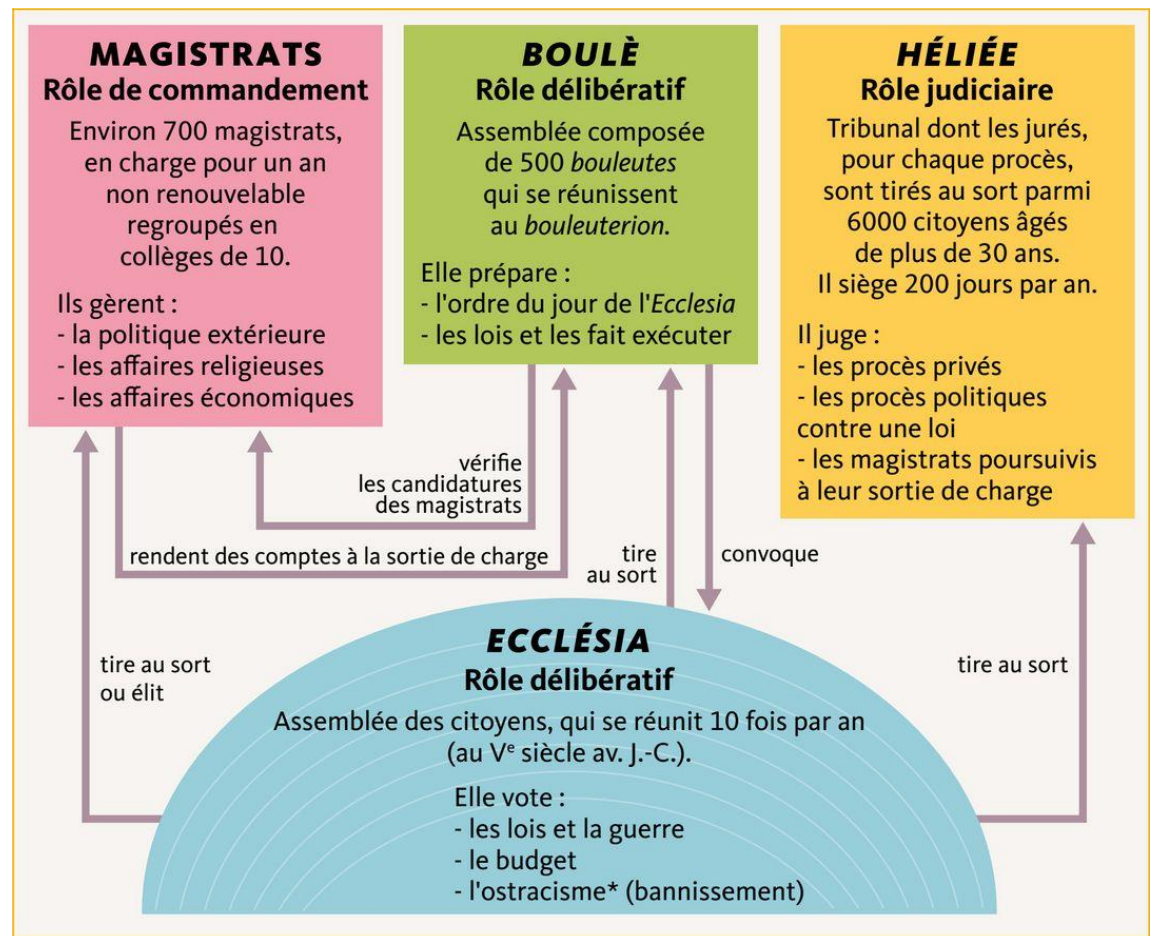 MAGISTRATS
Rôle de commandement
Environ 700 magistrats,
en charge pour un an
non renouvelable
regroupés en
collèges de 10.
Ils gèrent :
- la politique extérieure
- les affaires religieuses
- les affaires économiques
BOULÈ
Rôle délibératif
Assemblée composée
de 500 bouleutes
qui se réunissent
au bouleuterion.
Elle prépare :
- l'ordre du jour de l'Ecclesia
- les lois et les fait exécuter
HÉLIÉE
Rôle judiciaire
Tribunal dont les jurés,
pour chaque procès,
sont tirés au sort parmi
6000 citoyens âgés
de plus de 30 ans.
Il siège 200 jours par an.
Il juge :
- les procès privés
- les procès politiques
contre une loi
- les magistrats poursuivis
à leur sortie de charge
vérifie
les candidatures
des magistrats
rendent des comptes à la sortie de charge
tire
au sort
convoque
tire au sort
ou élit
tire au sort
ECCLÉSIA
Rôle délibératif
Assemblée des citoyens, qui se réunit 10 fois par an
(au Ve siècle av. J.-C.).
Elle vote :
- les lois et la guerre
- le budget
- l'ostracisme* (bannissement)